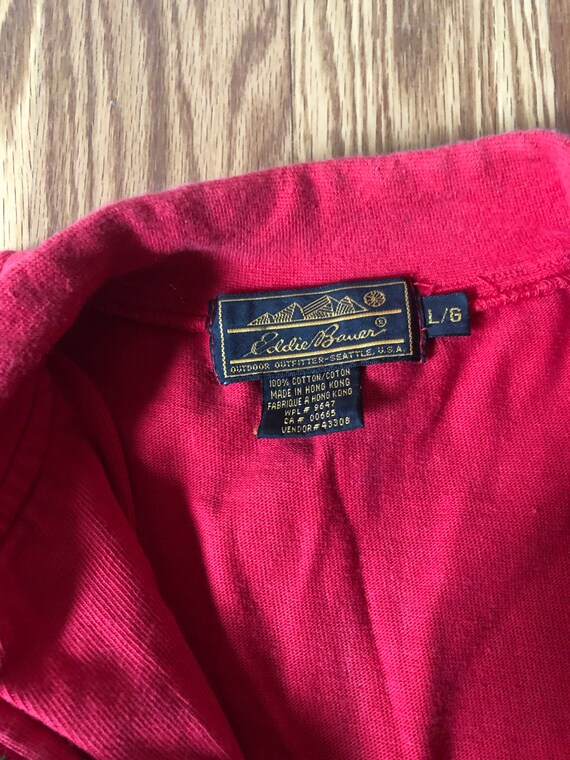 Eddie Bauer®
OUTDOOR OUTFITTER-SEATTLE, U.S.A.
L/G
100% COTTON/COTON
MADE IN HONG KONG
FABRIQUE A HONG KONG
WPL # 9647
CA # 00665
VENDOR# 43308